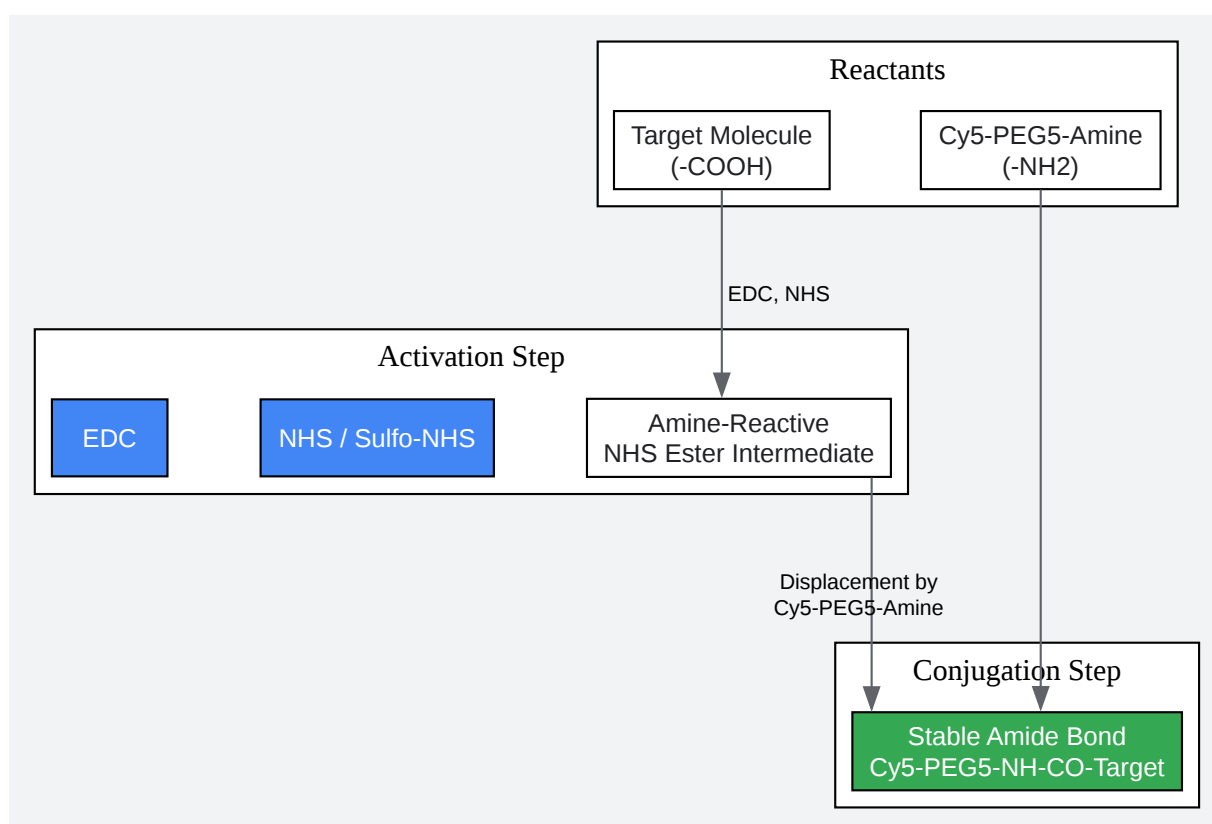 Reactants
Target Molecule
(-COOH)
Cy5-PEG5-Amine
(-NH2)
EDC, NHS
Activation Step
EDC
NHS / Sulfo-NHS
Amine-Reactive
NHS Ester Intermediate
Displacement by
Cy5-PEG5-Amine
Conjugation Step
Stable Amide Bond
Cy5-PEG5-NH-CO-Target